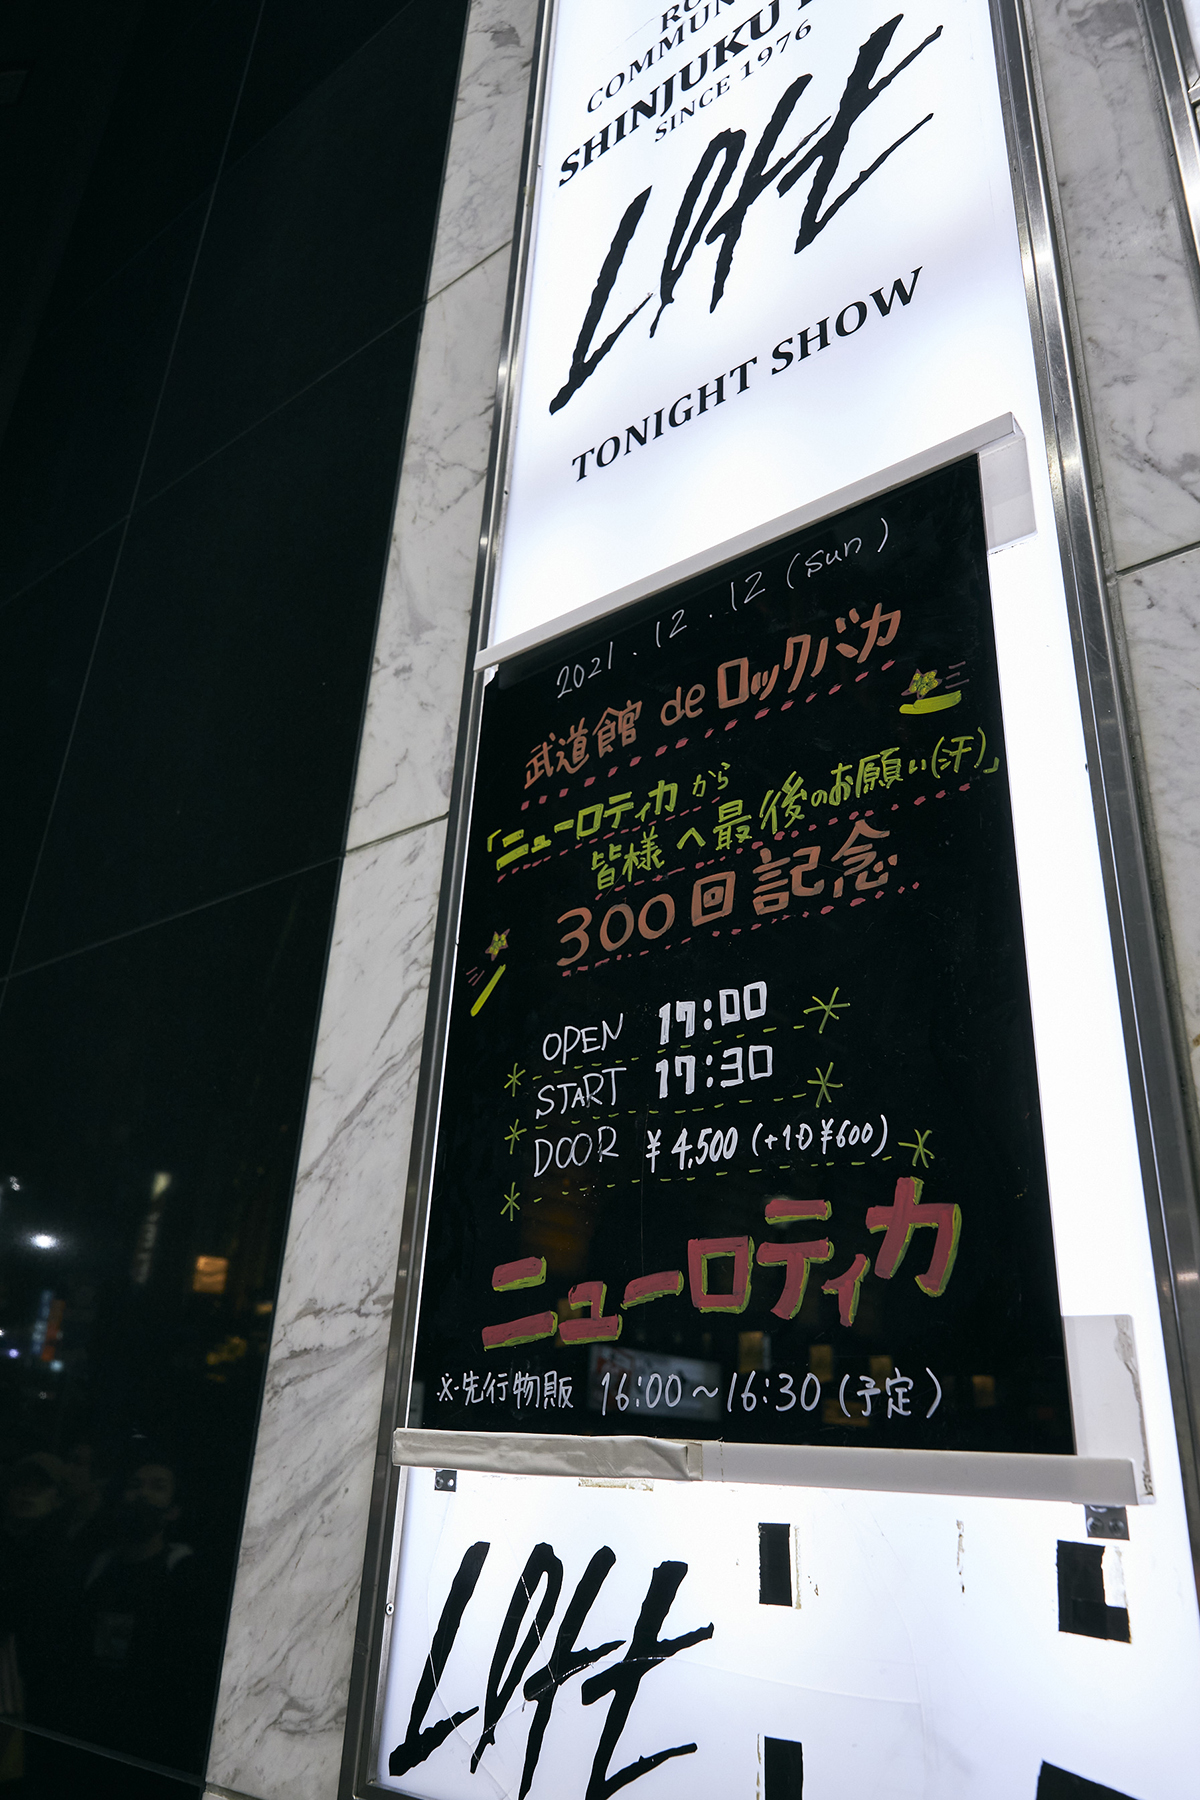 COMMUN
SHINJUKU
SINCE 1976
LOFT
TONIGHT SHOW
2021.12.12 (sun)
武道館 de ロックバカ
「ニューロティカから
皆様へ最後のお願い(汗)」
300回記念
OPEN 17:00
START 17:30
DOOR ¥4,500 (+1D ¥600)
ニューロティカ
※先行物販 16:00~16:30 (予定)
LOFT